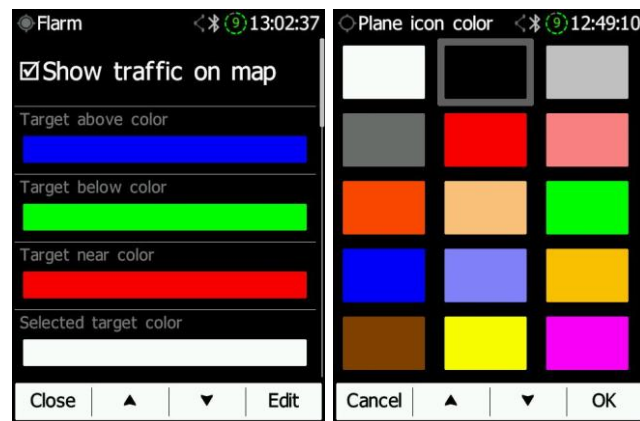 Flarm 9 13:02:37
Show traffic on map
Target above color
Target below color
Target near color
Selected target color
Close Edit
Plane icon color 9 12:49:10
Cancel OK